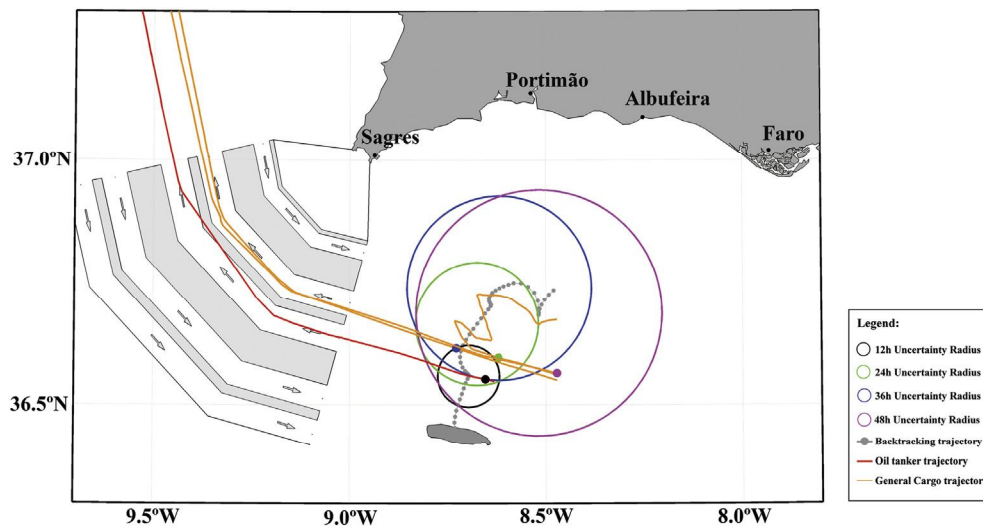 Portimão
Albufeira
Sagres
Faro
37.0ºN
36.5ºN
9.5ºW
9.0ºW
8.5ºW
8.0ºW
Legend:
12h Uncertainty Radius
24h Uncertainty Radius
36h Uncertainty Radius
48h Uncertainty Radius
Backtracking trajectory
Oil tanker trajectory
General Cargo trajector